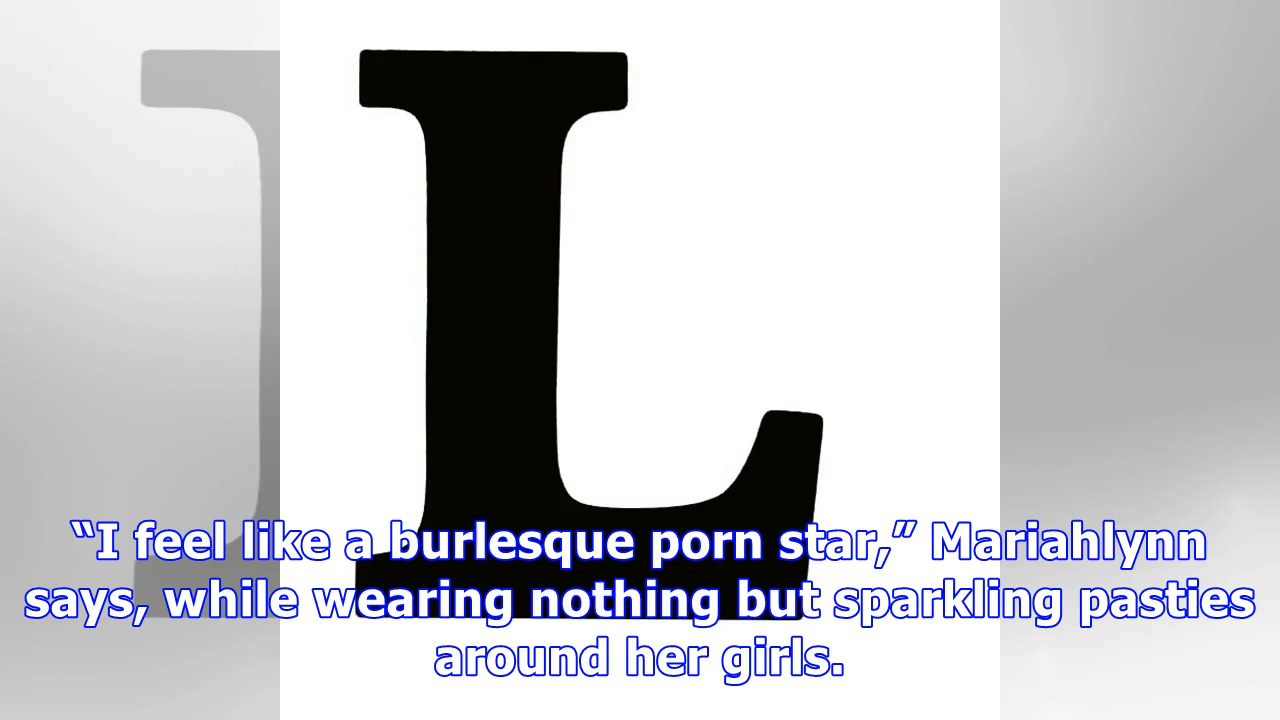 L
“I feel like a burlesque porn star,” Mariahlynn
says, while wearing nothing but sparkling pasties
around her girls.